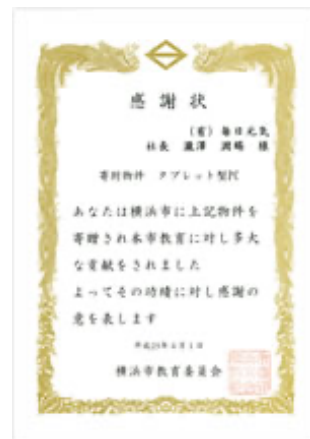 感謝状
(有) 毎日元気
社長 瀧澤 潤賜 様
寄附物件 タブレット型PC
あなたは横浜市に上記物件を
寄贈され本市教育に対し多大
な貢献をされました
よってその功績に対し感謝の
意を表します
横浜市教育委員会